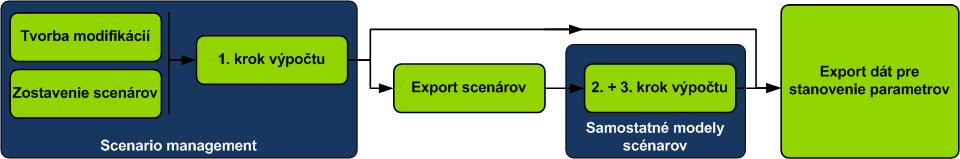 Tvorba modifikácií
Zostavenie scenárov
1. krok výpočtu
Scenario management
Export scenárov
2. + 3. krok výpočtu
Samostatné modely
scénarov
Export dát pre
stanovenie parametrov